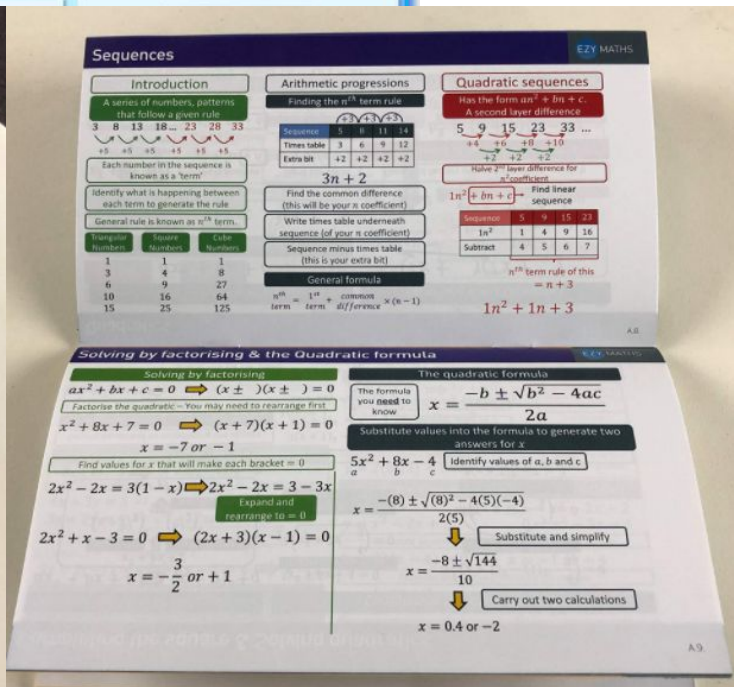 Sequences
EZY MATHS
Introduction
A series of numbers, patterns
that follow a given rule
3 8 13 18... 23 28 33
+5 +5 +5 +5 +5 +5
Each number in the sequence is
known as a 'term'
Identify what is happening between
each term to generate the rule
General rule is known as nᵗʰ term.
Triangular Numbers Square Numbers Cube Numbers
1 1 1
3 4 8
6 9 27
10 16 64
15 25 125
Arithmetic progressions
Finding the nᵗʰ term rule
+3 +3 +3
Sequence 5 8 11 14
Times table 3 6 9 12
Extra bit +2 +2 +2 +2
3n + 2
Find the common difference
(this will be your n coefficient)
Write times table underneath
sequence (of your n coefficient)
Sequence minus times table
(this is your extra bit)
General formula
nᵗʰ term = 1ˢᵗ term + common difference × (n − 1)
Quadratic sequences
Has the form an² + bn + c.
A second layer difference
5 9 15 23 33 ...
+4 +6 +8 +10
+2 +2 +2
Halve 2ⁿᵈ layer difference for
n² coefficient
1n² + bn + c Find linear
sequence
Sequence 5 9 15 23
1n² 1 4 9 16
Subtract 4 5 6 7
nᵗʰ term rule of this
= n + 3
1n² + 1n + 3
A.8
Solving by factorising & the Quadratic formula
EZY MATHS
Solving by factorising
ax² + bx + c = 0 ⇒ (x ± )(x ± ) = 0
Factorise the quadratic – You may need to rearrange first
x² + 8x + 7 = 0 ⇒ (x + 7)(x + 1) = 0
x = −7 or − 1
Find values for x that will make each bracket = 0
2x² − 2x = 3(1 − x) ⇒ 2x² − 2x = 3 − 3x
Expand and
rearrange to = 0
2x² + x − 3 = 0 ⇒ (2x + 3)(x − 1) = 0
x = −3/2 or + 1
The quadratic formula
The formula
you need to
know
x = (−b ± √(b² − 4ac))/2a
Substitute values into the formula to generate two
answers for x
5x² + 8x − 4 Identify values of a, b and c
a b c
x = (−(8) ± √((8)² − 4(5)(−4)))/2(5)
Substitute and simplify
x = (−8 ± √144)/10
Carry out two calculations
x = 0.4 or −2
A.9